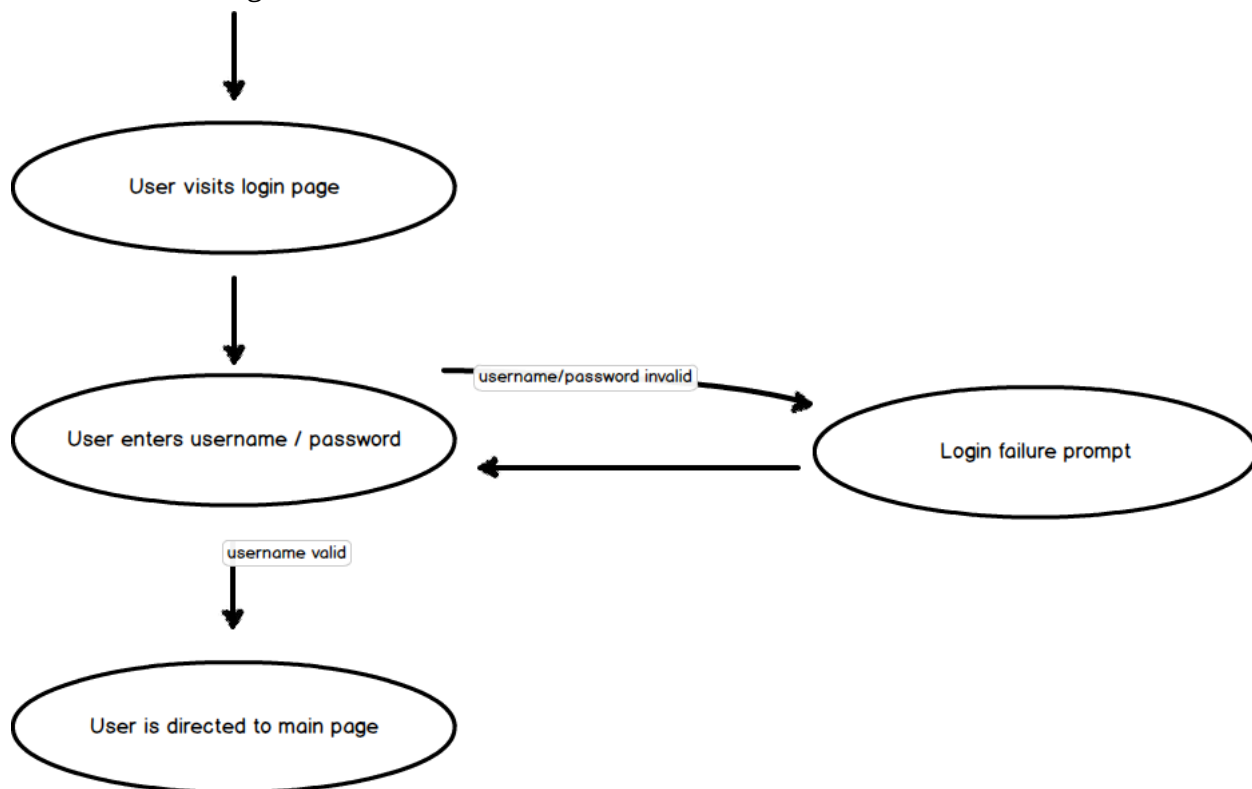 User visits login page
username/password invalid
User enters username / password
Login failure prompt
username valid
User is directed to main page